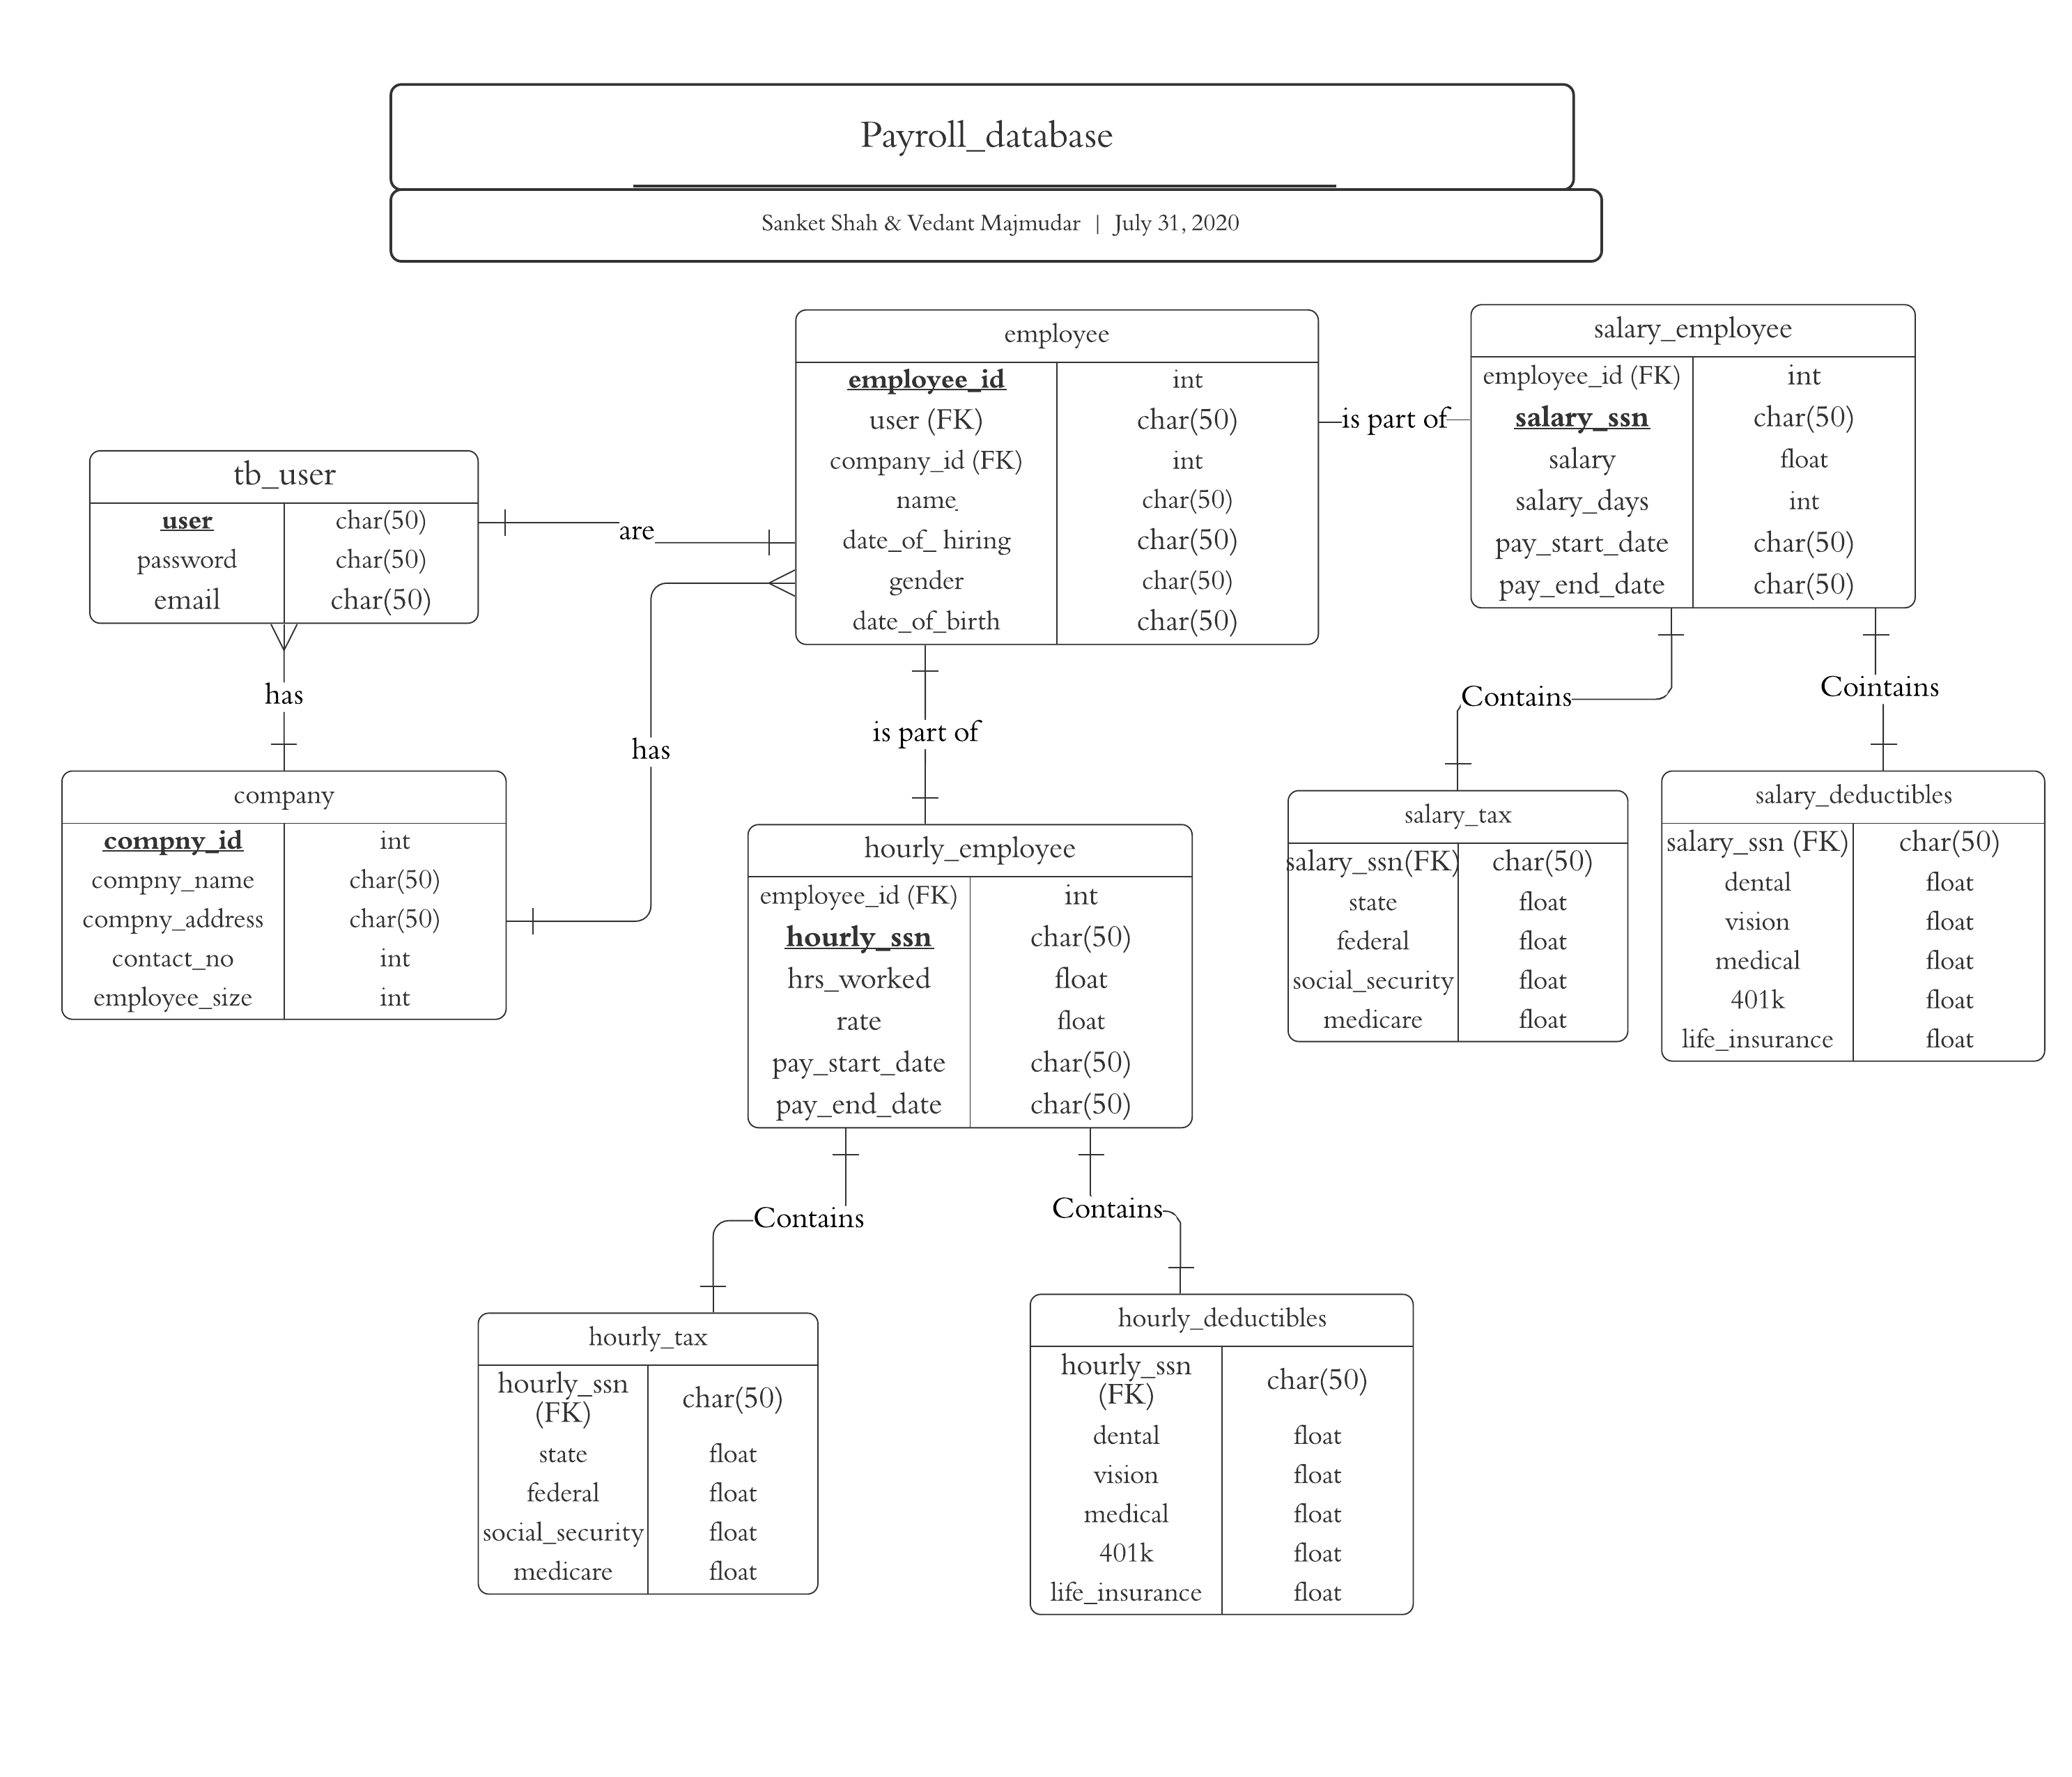 Payroll_database
Sanket Shah & Vedant Majmudar | July 31, 2020
employee
employee_id int
user (FK) char(50)
company_id (FK) int
name char(50)
date_of_ hiring char(50)
gender char(50)
date_of_birth char(50)
is part of
salary_employee
employee_id (FK) int
salary_ssn char(50)
salary float
salary_days int
pay_start_date char(50)
pay_end_date char(50)
tb_user
user char(50)
password char(50)
email char(50)
are
has
has
is part of
Contains
Cointains
company
compny_id int
compny_name char(50)
compny_address char(50)
contact_no int
employee_size int
hourly_employee
employee_id (FK) int
hourly_ssn char(50)
hrs_worked float
rate float
pay_start_date char(50)
pay_end_date char(50)
salary_tax
salary_ssn(FK) char(50)
state float
federal float
social_security float
medicare float
salary_deductibles
salary_ssn (FK) char(50)
dental float
vision float
medical float
401k float
life_insurance float
Contains
Contains
hourly_tax
hourly_ssn
(FK) char(50)
state float
federal float
social_security float
medicare float
hourly_deductibles
hourly_ssn
(FK) char(50)
dental float
vision float
medical float
401k float
life_insurance float